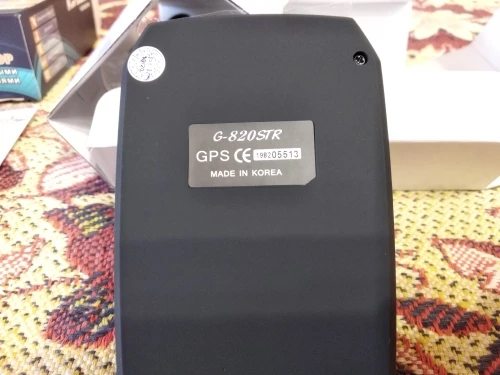 G-820STR
GPS CE 198205513
MADE IN KOREA